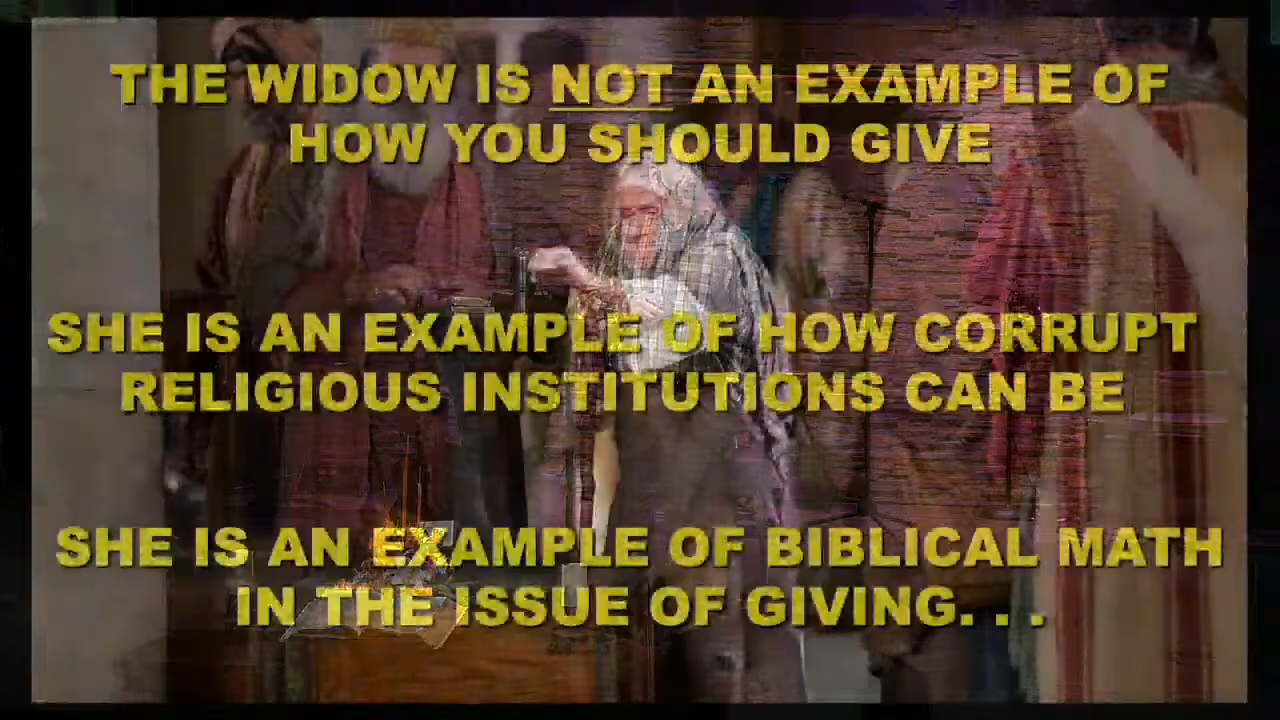 THE WIDOW IS NOT AN EXAMPLE OF
HOW YOU SHOULD GIVE
SHE IS AN EXAMPLE OF HOW CORRUPT
RELIGIOUS INSTITUTIONS CAN BE
SHE IS AN EXAMPLE OF BIBLICAL MATH
IN THE ISSUE OF GIVING. . .